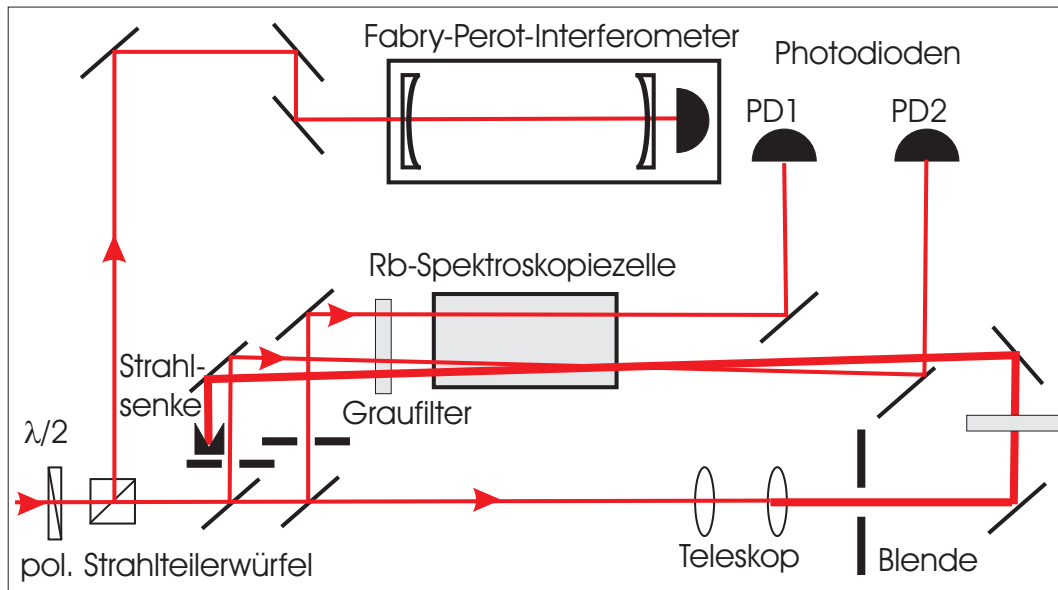 Fabry-Perot-Interferometer
Photodioden
PD1
PD2
Rb-Spektroskopiezelle
Strahl-
senke
Graufilter
λ/2
pol. Strahlteilerwürfel
Teleskop
Blende